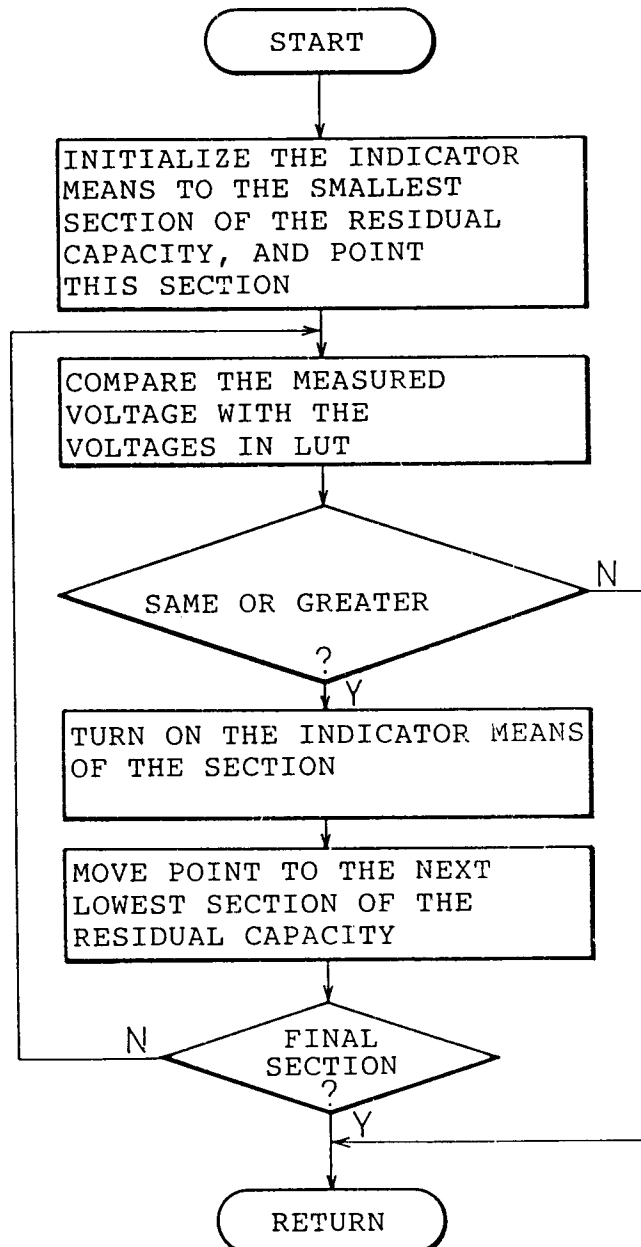 START
INITIALIZE THE INDICATOR
MEANS TO THE SMALLEST
SECTION OF THE RESIDUAL
CAPACITY, AND POINT
THIS SECTION
COMPARE THE MEASURED
VOLTAGE WITH THE
VOLTAGES IN LUT
N
SAME OR GREATER
?
Y
TURN ON THE INDICATOR MEANS
OF THE SECTION
MOVE POINT TO THE NEXT
LOWEST SECTION OF THE
RESIDUAL CAPACITY
N
FINAL
SECTION
?
Y
RETURN